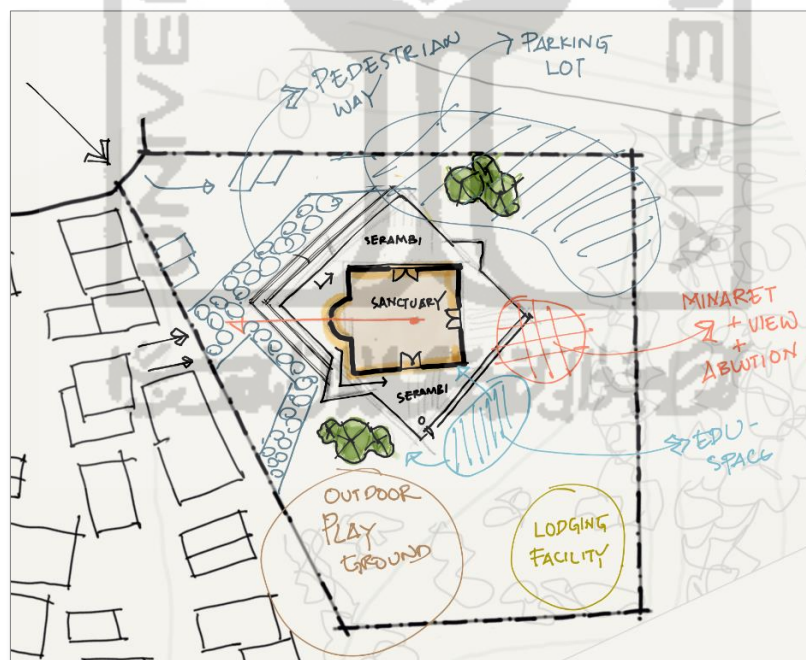 PEDESTRIAN
WAY
PARKING
LOT
SERAMBI
SANCTUARY
SERAMBI
MINARET
+ VIEW
+
ABLUTION
EDU-
SPACE
OUTDOOR
PLAY
GROUND
LODGING
FACILITY